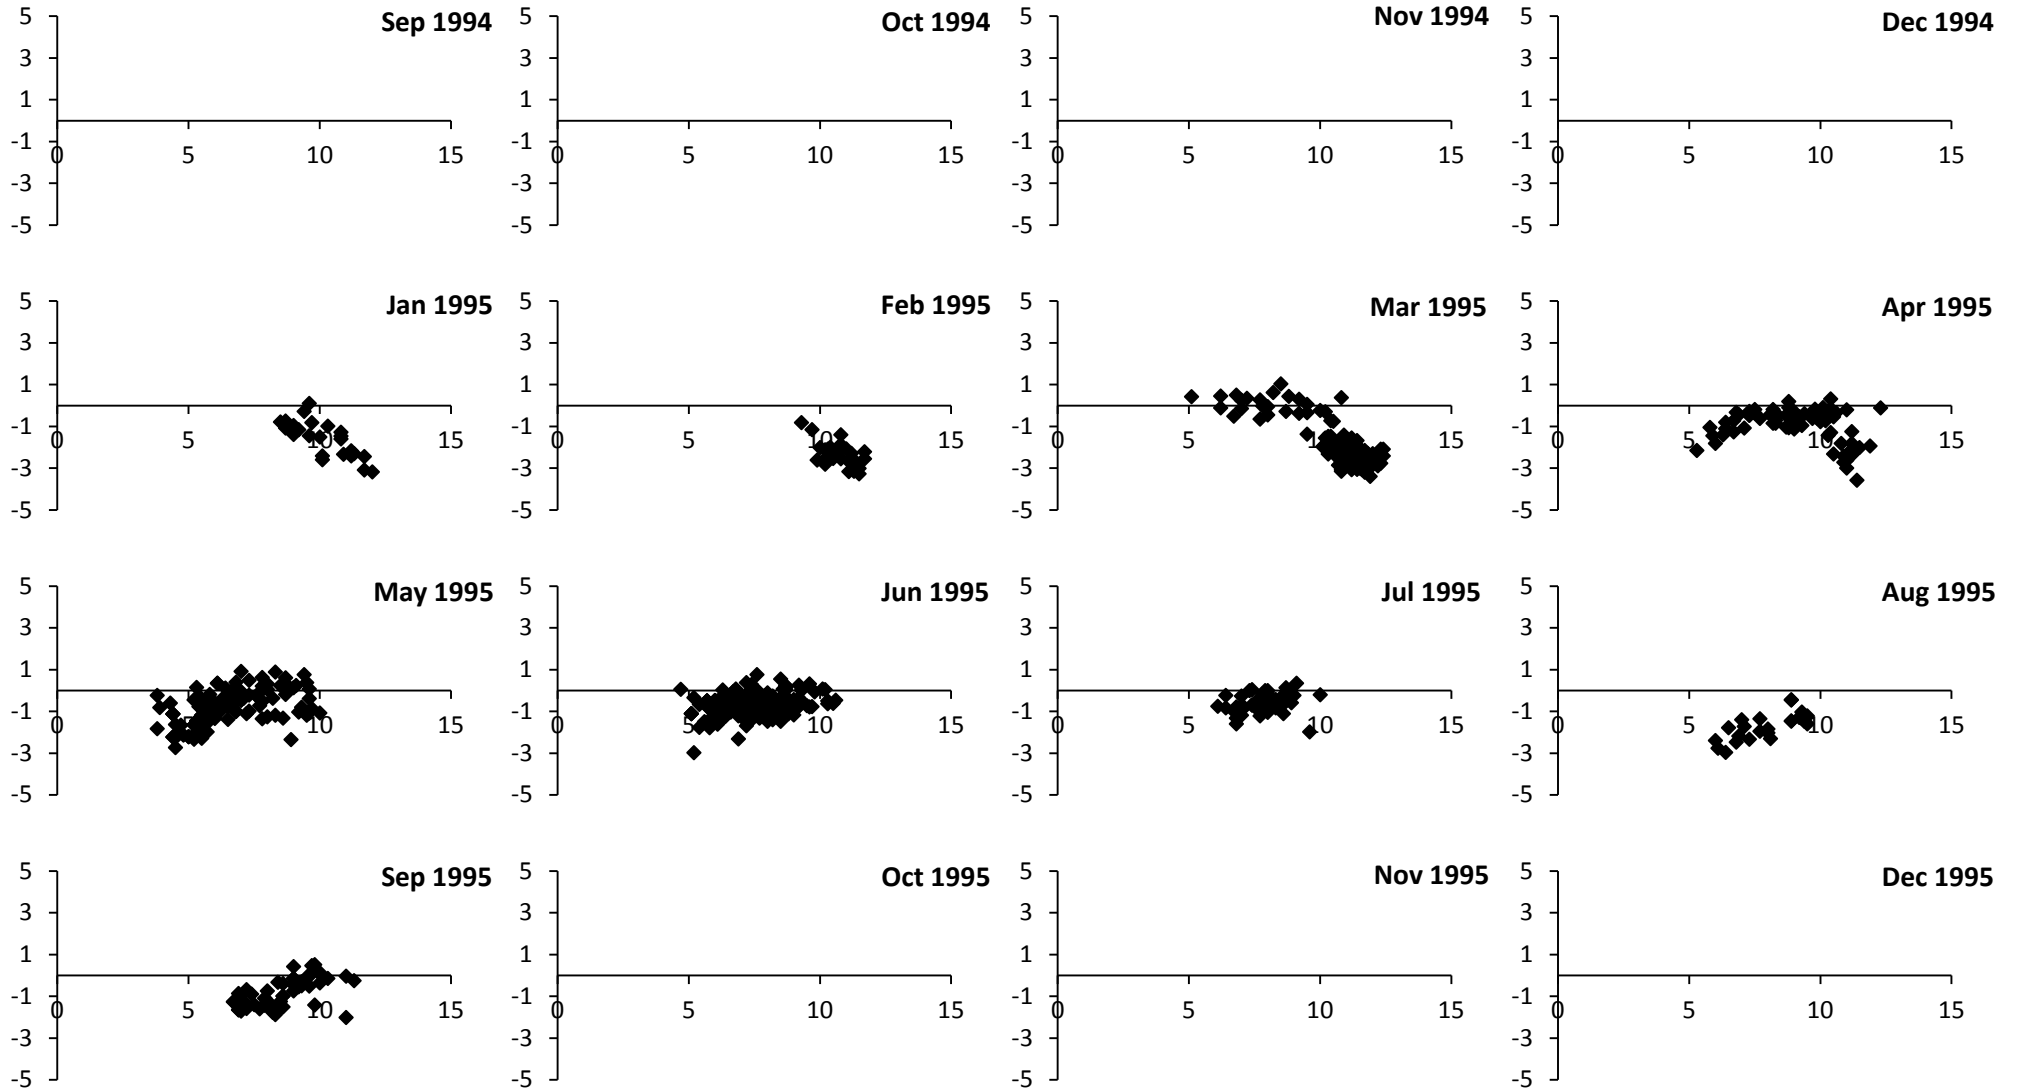 5 Sep 1994 5 Oct 1994 5 Nov 1994 5 Dec 1994
3 3 3 3
1 1 1 1
-1 -1 -1 -1
0 5 10 15 0 5 10 15 0 5 10 15 0 5 10 15
-3 -3 -3 -3
-5 -5 -5 -5
5 Jan 1995 5 Feb 1995 5 Mar 1995 5 Apr 1995
3 3 3 3
1 1 1 1
-1 -1 -1 -1
0 5 10 15 0 5 10 15 0 5 10 15 0 5 10 15
-3 -3 -3 -3
-5 -5 -5 -5
5 May 1995 5 Jun 1995 5 Jul 1995 5 Aug 1995
3 3 3 3
1 1 1 1
-1 -1 -1 -1
0 5 10 15 0 5 10 15 0 5 10 15 0 5 10 15
-3 -3 -3 -3
-5 -5 -5 -5
5 Sep 1995 5 Oct 1995 5 Nov 1995 5 Dec 1995
3 3 3 3
1 1 1 1
-1 -1 -1 -1
0 5 10 15 0 5 10 15 0 5 10 15 0 5 10 15
-3 -3 -3 -3
-5 -5 -5 -5